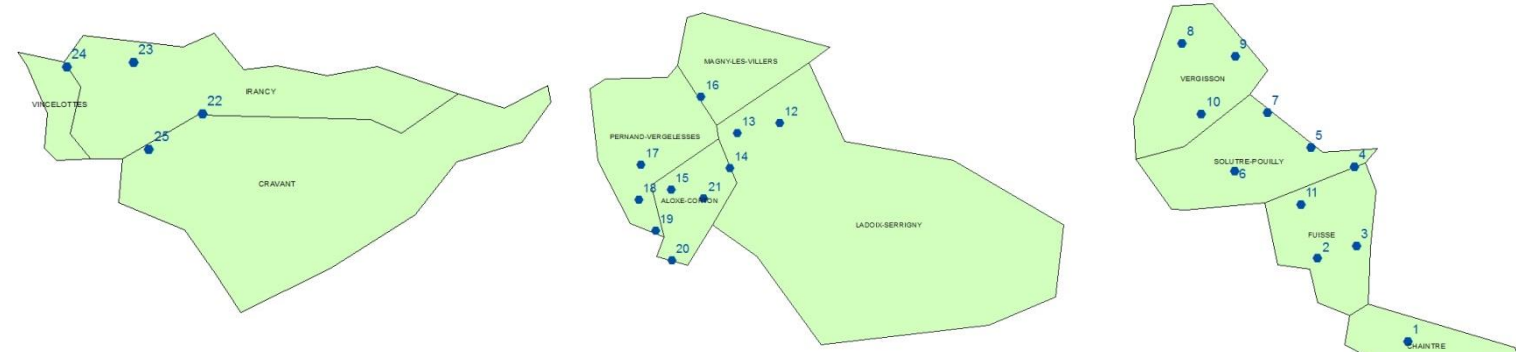 24
23
VINCELOTTES
IRANCY
22
25
CRAVANT
MAGNY-LES-VILLERS
16
12
13
PERNAND-VERGELESSES
17
14
15
18
21
ALOXE-CORTON
19
20
LADOIX-SERRIGNY
8
9
VERGISSON
10
7
5
SOLUTRE-POUILLY
4
6
11
FUISSE
3
2
1
CHAINTRE